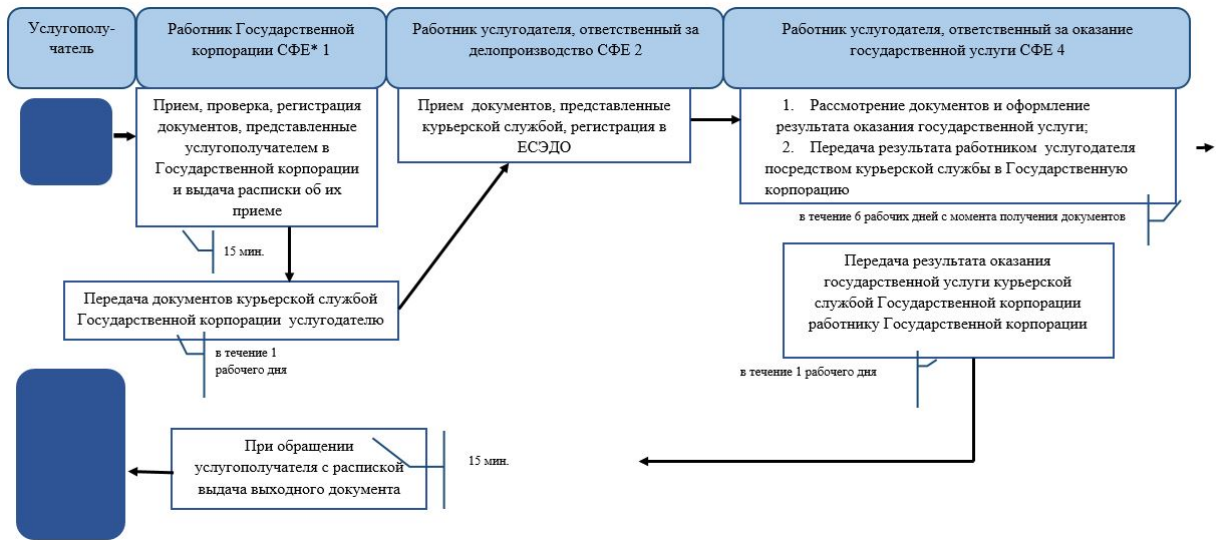 Услугополу-
чатель
Работник Государственной
корпорации СФЕ* 1
Работник услугодателя, ответственный за
делопроизводство СФЕ 2
Работник услугодателя, ответственный за оказание
государственной услуги СФЕ 4
Прием, проверка, регистрация
документов, представленные
услугополучателем в
Государственной корпорации
и выдача расписки об их
приеме
Прием документов, представленные
курьерской службой, регистрация в
ЕСЭДО
1. Рассмотрение документов и оформление
результата оказания государственной услуги;
2. Передача результата работником услугодателя
посредством курьерской службы в Государственную
корпорацию
в течение 6 рабочих дней с момента получения документов
15 мин.
Передача документов курьерской службой
Государственной корпорации услугодателю
Передача результата оказания
государственной услуги курьерской
службой Государственной корпорации
работнику Государственной корпорации
в течение 1
рабочего дня
в течение 1 рабочего дня
При обращении
услугополучателя с распиской
выдача выходного документа
15 мин.